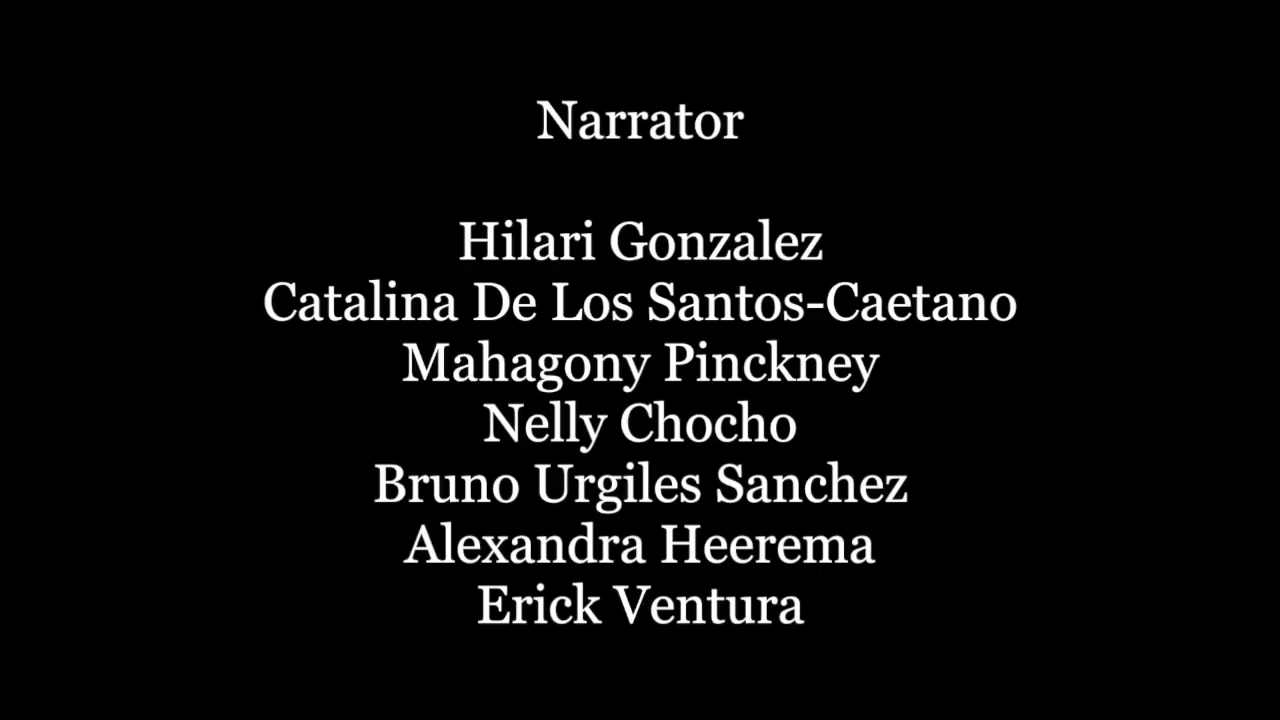 Narrator
Hilari Gonzalez
Catalina De Los Santos-Caetano
Mahagony Pinckney
Nelly Chocho
Bruno Urgiles Sanchez
Alexandra Heerema
Erick Ventura